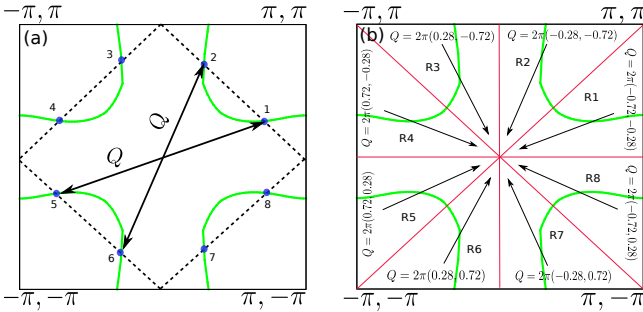 -π, π
π, π
(a)
3
2
4
1
Q
Q
5
8
6
7
-π, -π
π, -π
-π, π
π, π
(b)
Q = 2π(0.28, -0.72)
Q = 2π(-0.28, -0.72)
R3
R2
Q = 2π(0.72, -0.28)
Q = 2π(-0.72, -0.28)
R4
R1
R5
R8
Q = 2π(0.72, 0.28)
Q = 2π(-0.72, 0.28)
R6
R7
Q = 2π(0.28, 0.72)
Q = 2π(-0.28, 0.72)
-π, -π
π, -π